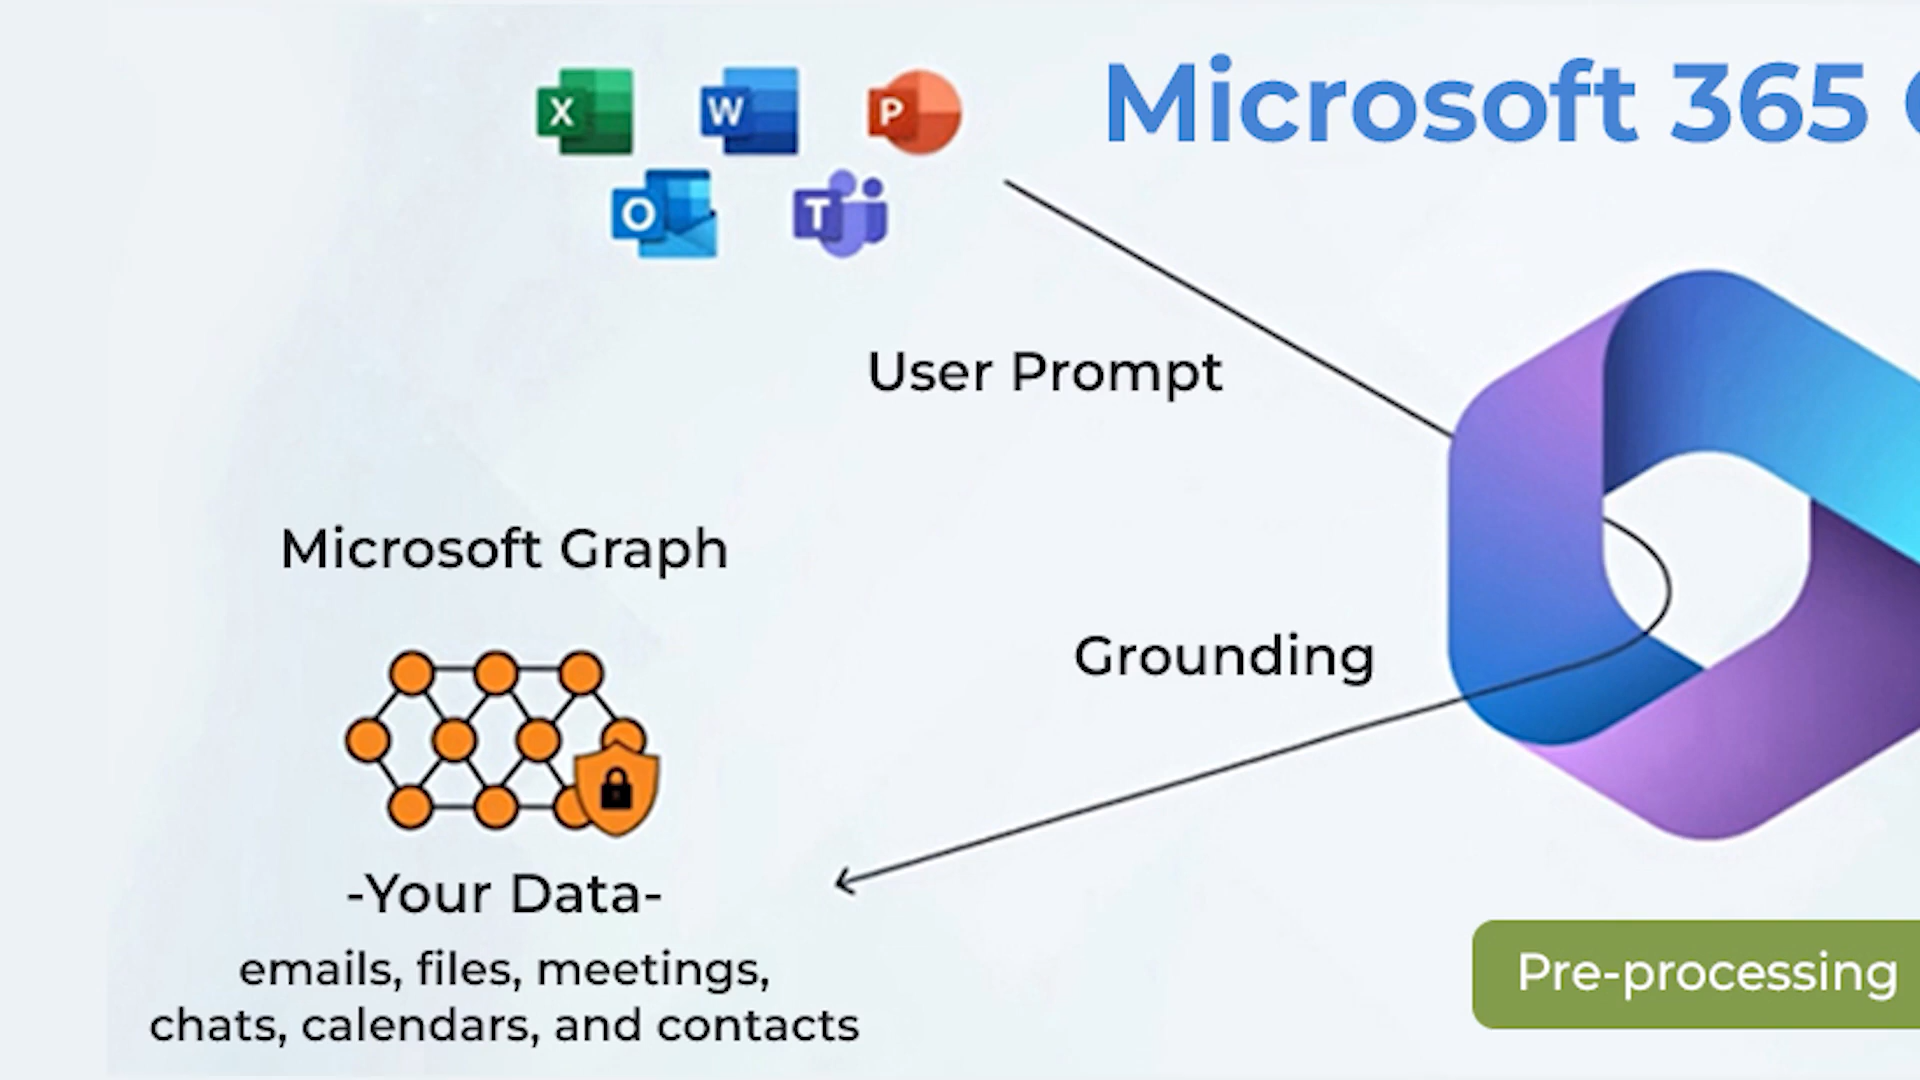 X W P
O T
Microsoft 365
User Prompt
Microsoft Graph
Grounding
-Your Data-
emails, files, meetings,
chats, calendars, and contacts
Pre-processing